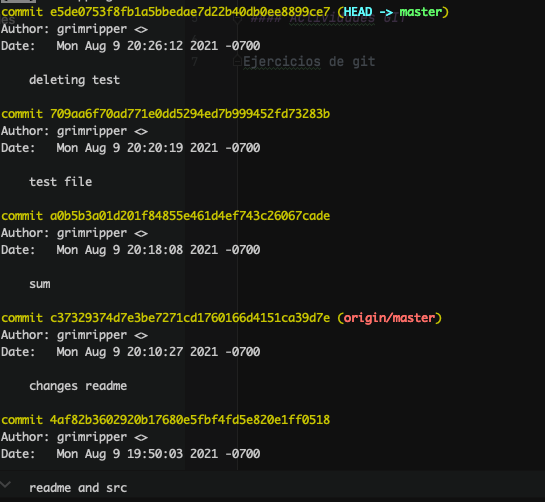 commit e5de0753f8fb1a5bbedae7d22b40db0ee8899ce7 (HEAD -> master)
Author: grimripper <>
Date:   Mon Aug 9 20:26:12 2021 -0700
7 Ejercicios de git
    deleting test
commit 709aa6f70ad771e0dd5294ed7b999452fd73283b
Author: grimripper <>
Date:   Mon Aug 9 20:20:19 2021 -0700
    test file
commit a0b5b3a01d201f84855e461d4ef743c26067cade
Author: grimripper <>
Date:   Mon Aug 9 20:18:08 2021 -0700
    sum
commit c37329374d7e3be7271cd1760166d4151ca39d7e (origin/master)
Author: grimripper <>
Date:   Mon Aug 9 20:10:27 2021 -0700
    changes readme
commit 4af82b3602920b17680e5fbf4fd5e820e1ff0518
Author: grimripper <>
Date:   Mon Aug 9 19:50:03 2021 -0700
    readme and src